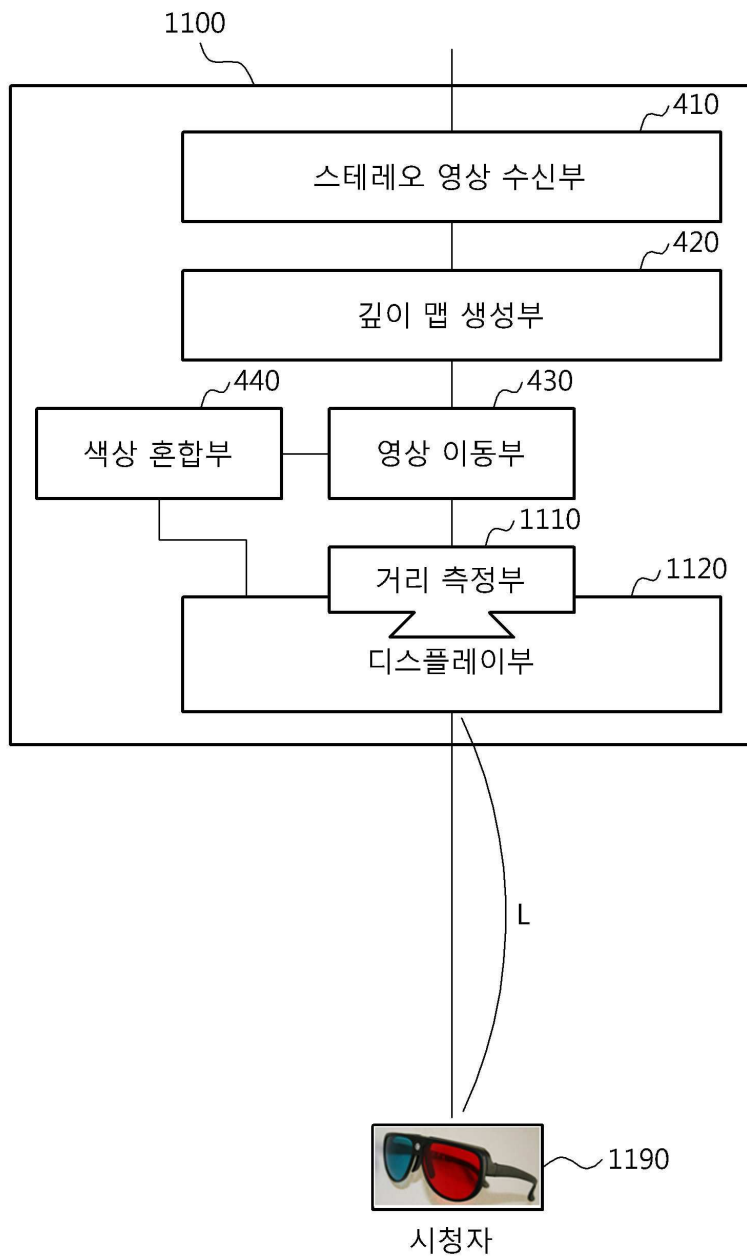 1100
410
스테레오 영상 수신부
420
깊이 맵 생성부
440
430
색상 혼합부
영상 이동부
1110
거리 측정부
1120
디스플레이부
L
1190
시청자